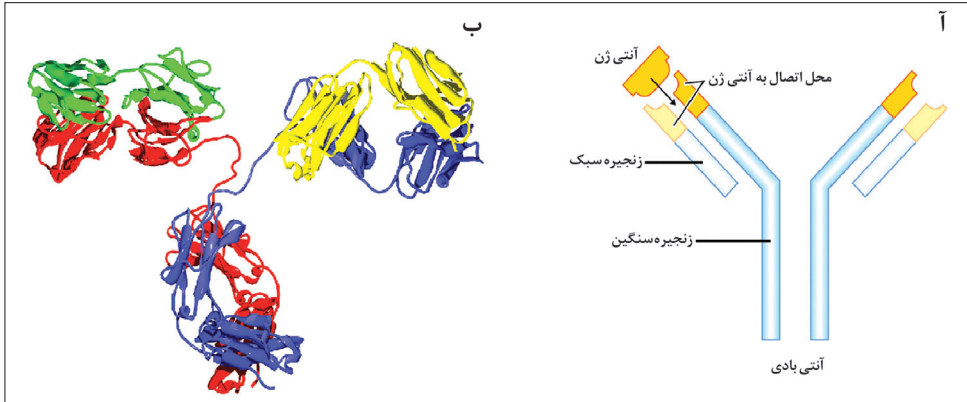 آ
ب
آنتی ژن
محل اتصال به آنتی ژن
زنجیره سبک
زنجیره سنگین
آنتی بادی